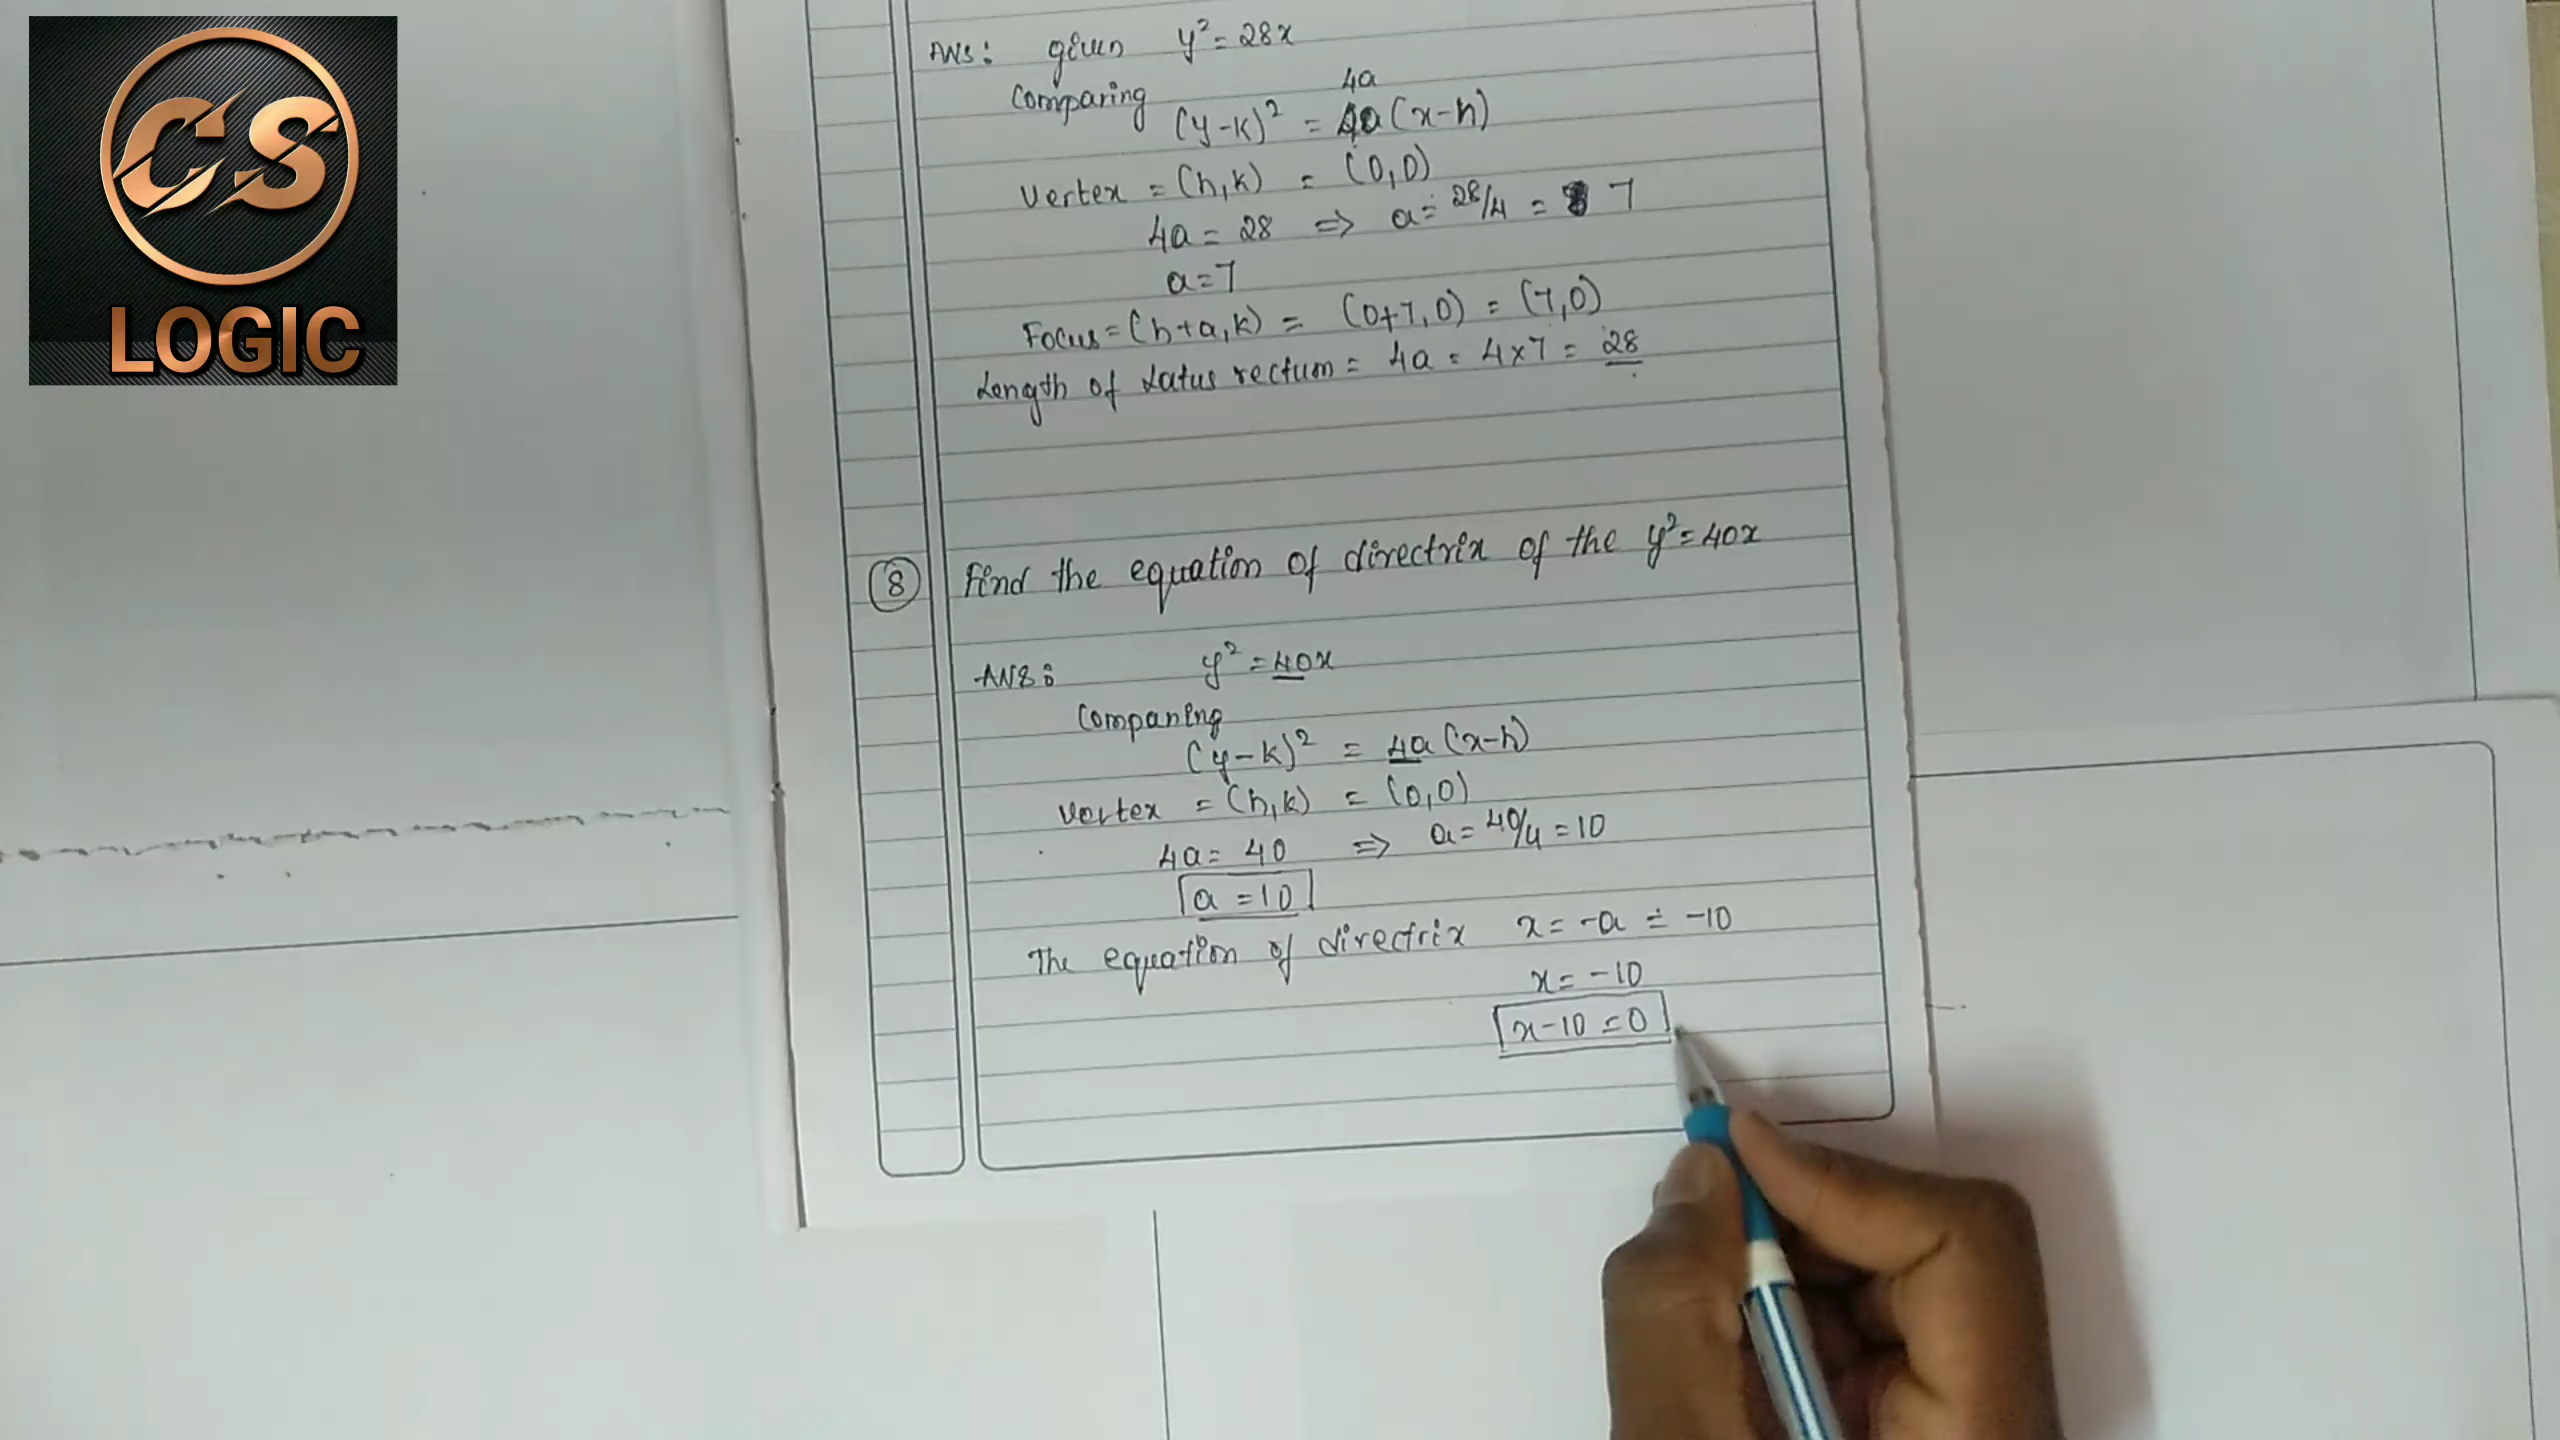 CS
LOGIC
Ans: given y² = 28x
Comparing
4a
(y-k)² = 4a(x-h)
Vertex = (h,k) = (0,0)
4a = 28 ⇒ a = 28/4 = 7
a = 7
Focus = (h+a,k) = (0+7,0) = (7,0)
Length of Latus rectum = 4a = 4×7 = 28
8 Find the equation of directrix of the y² = 40x
Ans: y² = 40x
Comparing
(y-k)² = 4a(x-h)
Vertex = (h,k) = (0,0)
4a = 40 ⇒ a = 40/4 = 10
a = 10
The equation of directrix x = -a = -10
x = -10
x-10 = 0